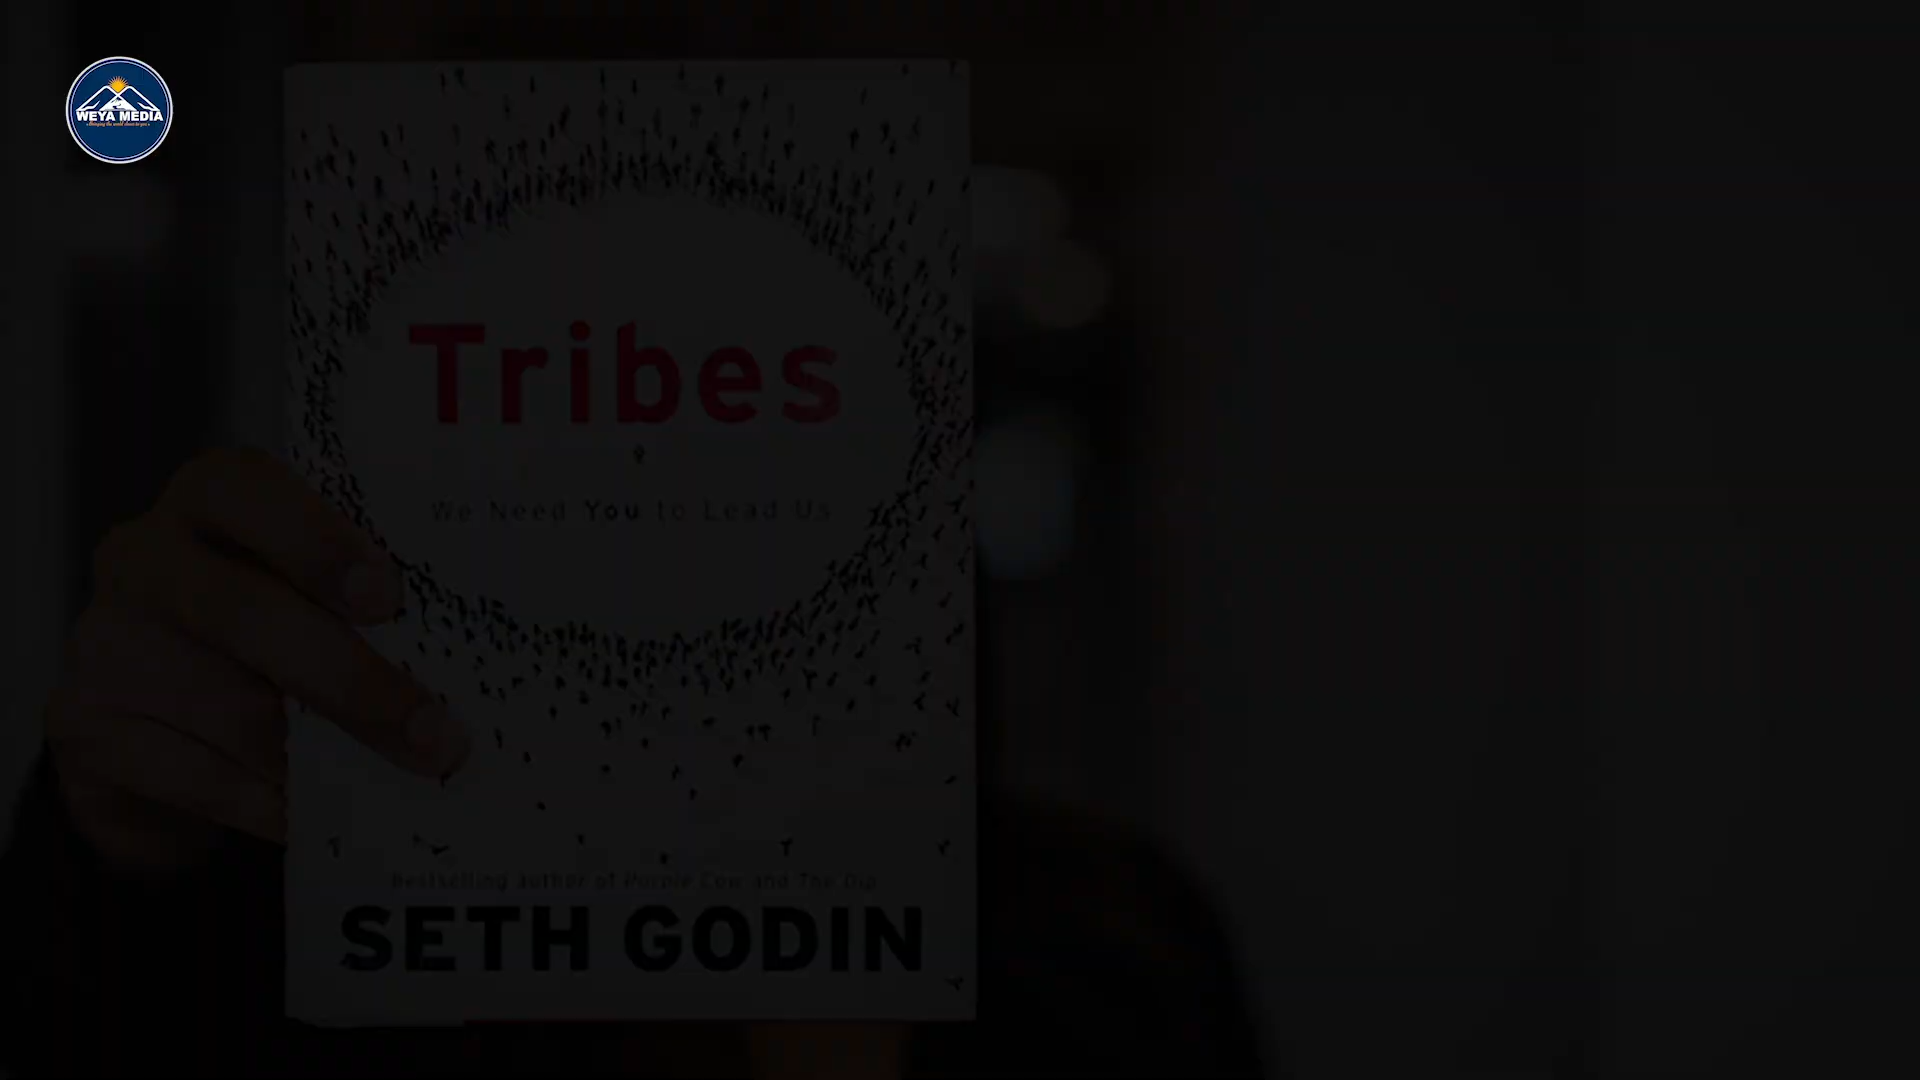 WEYA MEDIA
Tribes
We Need You to Lead Us
Bestselling author of Purple Cow and The Dip
SETH GODIN